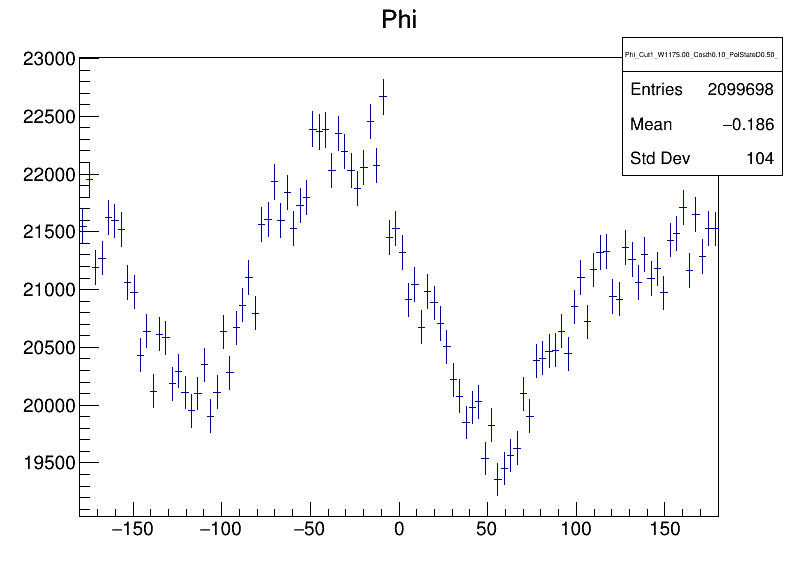 Phi
Phi_Cut1_W1175.00_Costh0.10_PolStateD0.50_
Entries 2099698
Mean −0.186
Std Dev 104
23000
22500
22000
21500
21000
20500
20000
19500
−150 −100 −50 0 50 100 150